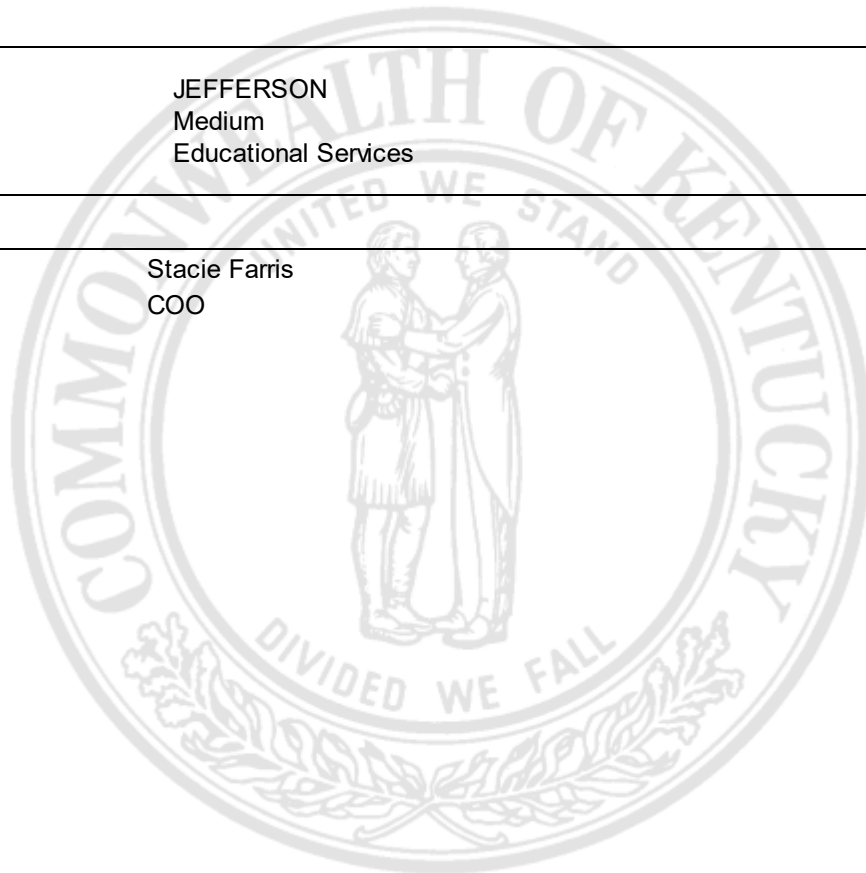 COMMONWEALTH OF KENTUCKY
JEFFERSON
Medium
Educational Services
UNITED WE STAND
Stacie Farris
COO
DIVIDED WE FALL